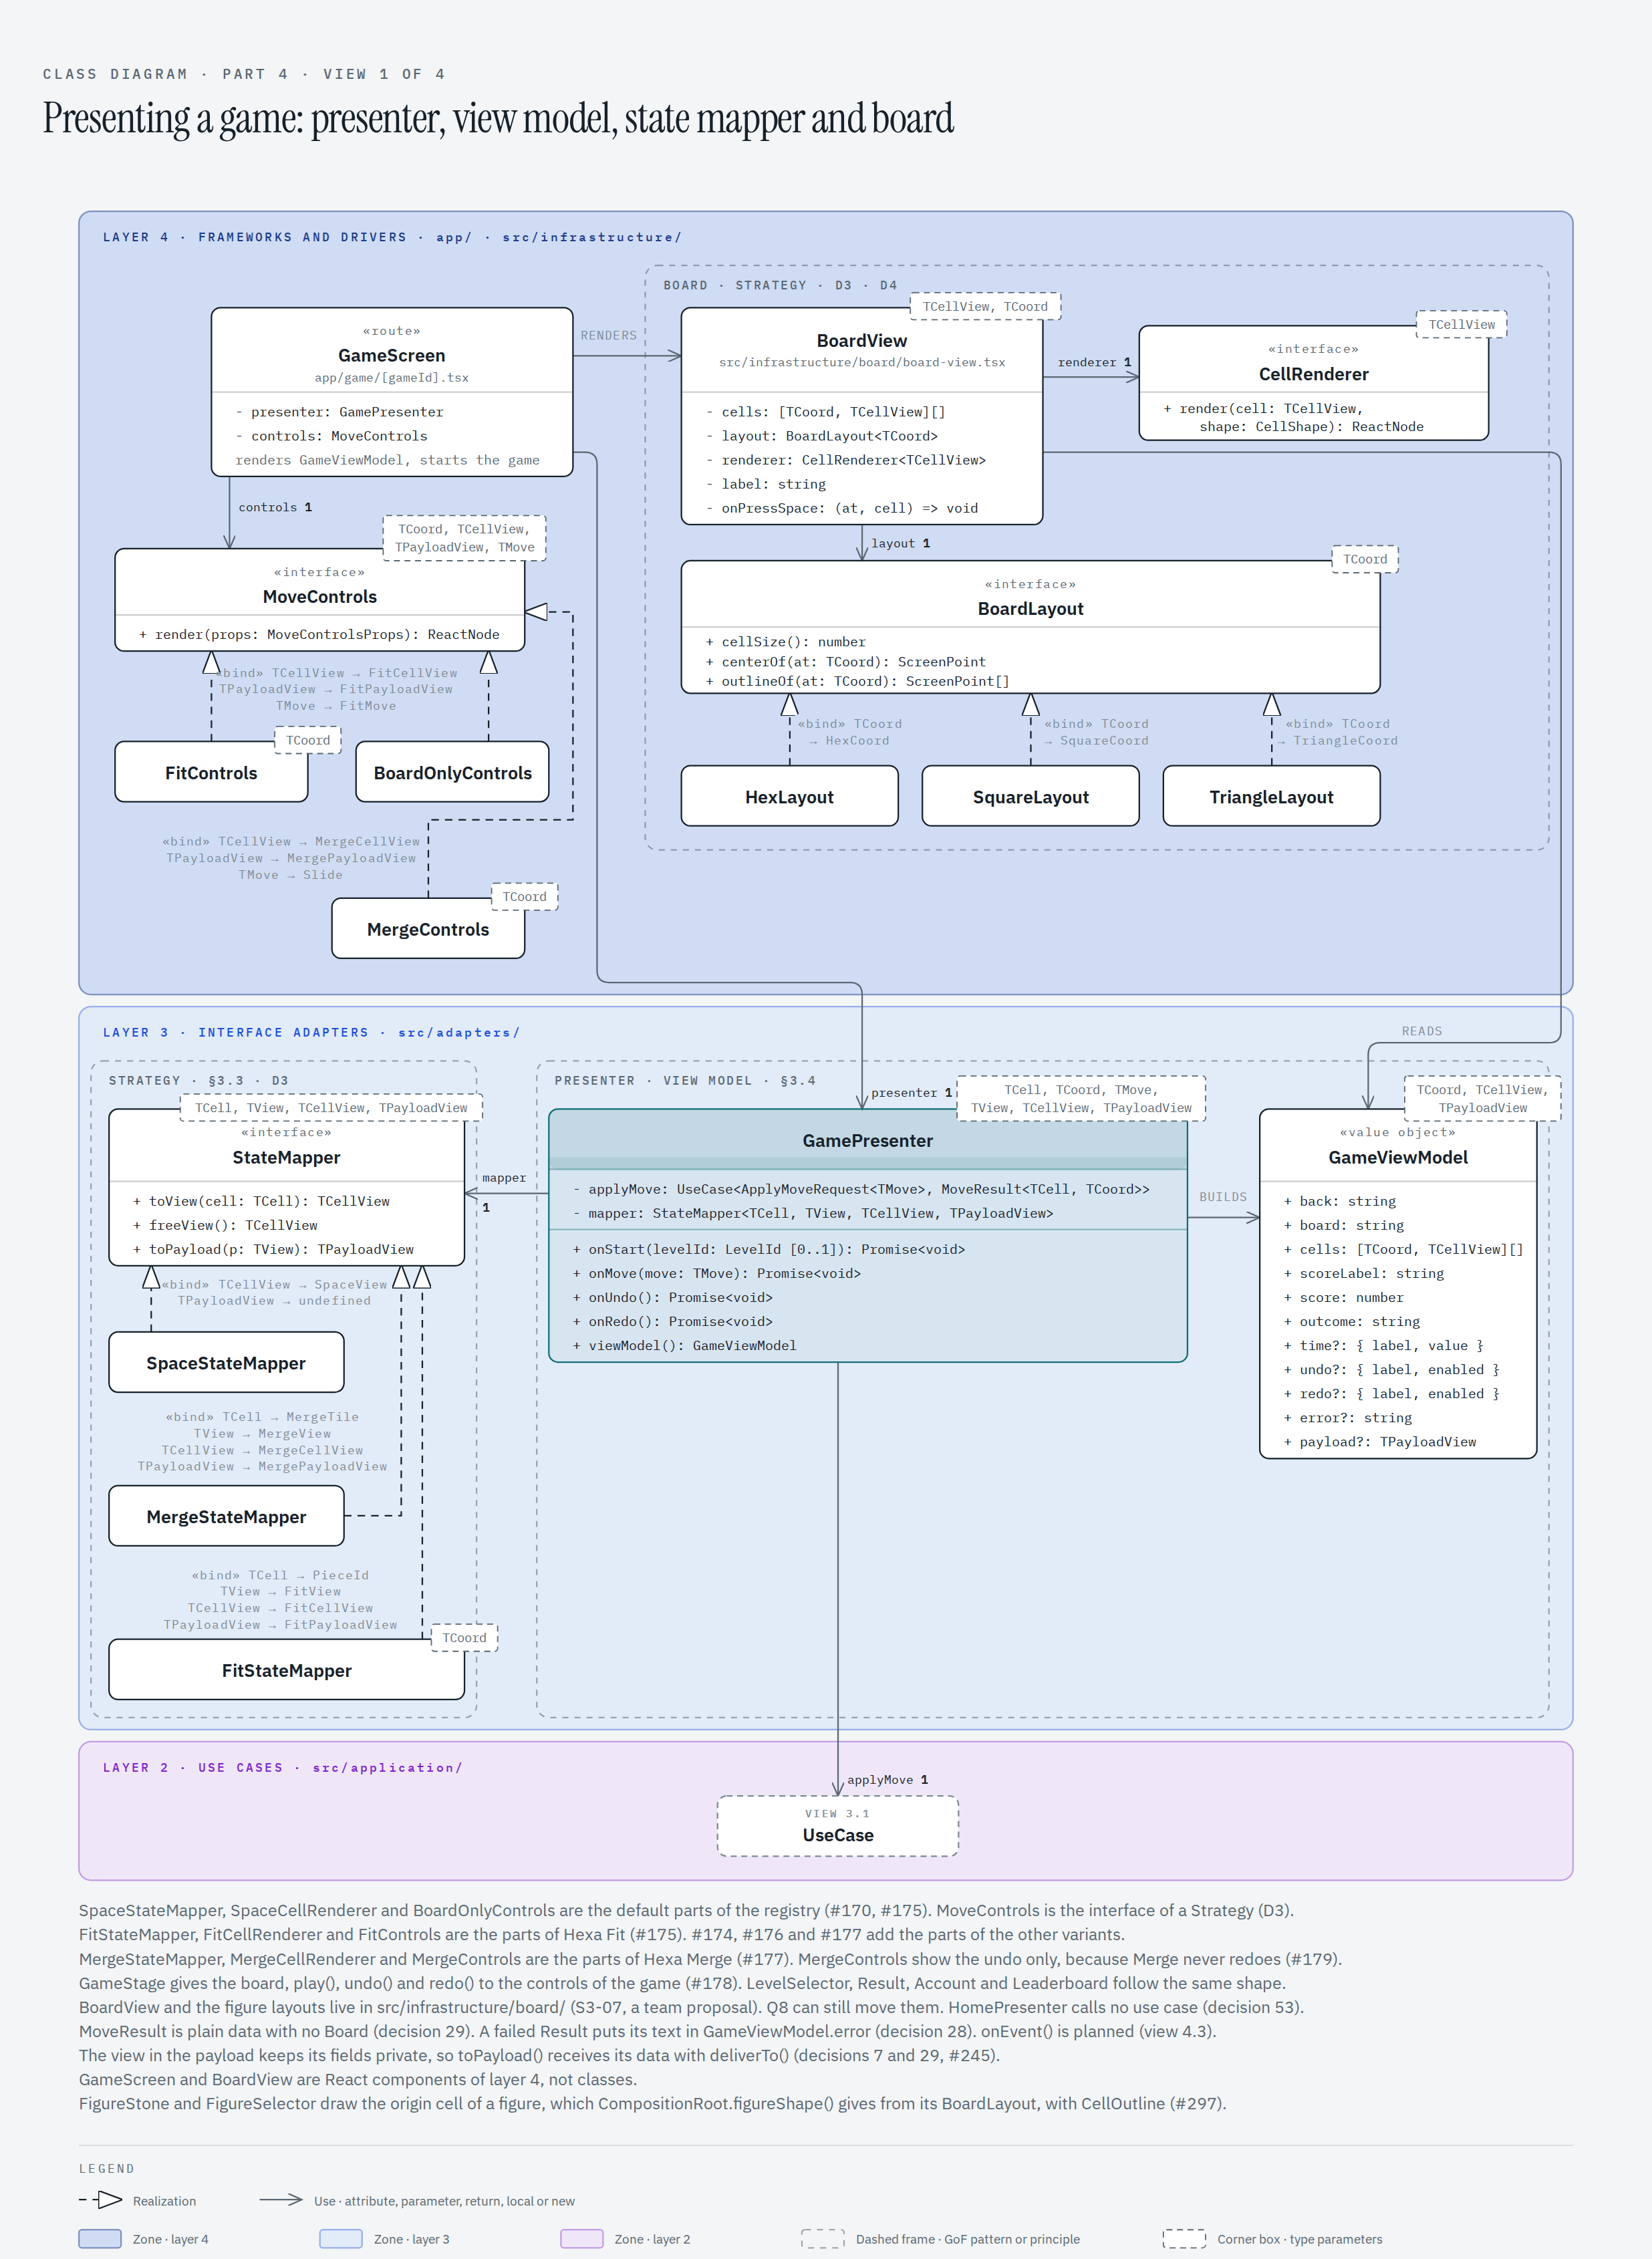 CLASS DIAGRAM · PART 4 · VIEW 1 OF 4
Presenting a game: presenter, view model, state mapper and board
LAYER 4 · FRAMEWORKS AND DRIVERS · app/ · src/infrastructure/
BOARD · STRATEGY · D3 · D4
«route»
GameScreen
app/game/[gameId].tsx
- presenter: GamePresenter
- controls: MoveControls
renders GameViewModel, starts the game
RENDERS
TCellView, TCoord
BoardView
src/infrastructure/board/board-view.tsx
- cells: [TCoord, TCellView][]
- layout: BoardLayout<TCoord>
- renderer: CellRenderer<TCellView>
- label: string
- onPressSpace: (at, cell) => void
renderer 1
TCellView
«interface»
CellRenderer
+ render(cell: TCellView,
shape: CellShape): ReactNode
controls 1
TCoord, TCellView,
TPayloadView, TMove
«interface»
MoveControls
+ render(props: MoveControlsProps): ReactNode
layout 1
TCoord
«interface»
BoardLayout
+ cellSize(): number
+ centerOf(at: TCoord): ScreenPoint
+ outlineOf(at: TCoord): ScreenPoint[]
«bind» TCellView → FitCellView
TPayloadView → FitPayloadView
TMove → FitMove
TCoord
FitControls
BoardOnlyControls
«bind» TCoord
→ HexCoord
«bind» TCoord
→ SquareCoord
«bind» TCoord
→ TriangleCoord
HexLayout
SquareLayout
TriangleLayout
«bind» TCellView → MergeCellView
TPayloadView → MergePayloadView
TMove → Slide
TCoord
MergeControls
LAYER 3 · INTERFACE ADAPTERS · src/adapters/
READS
STRATEGY · §3.3 · D3
TCell, TView, TCellView, TPayloadView
«interface»
StateMapper
+ toView(cell: TCell): TCellView
+ freeView(): TCellView
+ toPayload(p: TView): TPayloadView
mapper
1
PRESENTER · VIEW MODEL · §3.4
presenter 1
TCell, TCoord, TMove,
TView, TCellView, TPayloadView
GamePresenter
- applyMove: UseCase<ApplyMoveRequest<TMove>, MoveResult<TCell, TCoord>>
- mapper: StateMapper<TCell, TView, TCellView, TPayloadView>
+ onStart(levelId: LevelId [0..1]): Promise<void>
+ onMove(move: TMove): Promise<void>
+ onUndo(): Promise<void>
+ onRedo(): Promise<void>
+ viewModel(): GameViewModel
BUILDS
TCoord, TCellView,
TPayloadView
«value object»
GameViewModel
+ back: string
+ board: string
+ cells: [TCoord, TCellView][]
+ scoreLabel: string
+ score: number
+ outcome: string
+ time?: { label, value }
+ undo?: { label, enabled }
+ redo?: { label, enabled }
+ error?: string
+ payload?: TPayloadView
«bind» TCellView → SpaceView
TPayloadView → undefined
SpaceStateMapper
«bind» TCell → MergeTile
TView → MergeView
TCellView → MergeCellView
TPayloadView → MergePayloadView
MergeStateMapper
«bind» TCell → PieceId
TView → FitView
TCellView → FitCellView
TPayloadView → FitPayloadView
TCoord
FitStateMapper
LAYER 2 · USE CASES · src/application/
applyMove 1
VIEW 3.1
UseCase
SpaceStateMapper, SpaceCellRenderer and BoardOnlyControls are the default parts of the registry (#170, #175). MoveControls is the interface of a Strategy (D3).
FitStateMapper, FitCellRenderer and FitControls are the parts of Hexa Fit (#175). #174, #176 and #177 add the parts of the other variants.
MergeStateMapper, MergeCellRenderer and MergeControls are the parts of Hexa Merge (#177). MergeControls show the undo only, because Merge never redoes (#179).
GameStage gives the board, play(), undo() and redo() to the controls of the game (#178). LevelSelector, Result, Account and Leaderboard follow the same shape.
BoardView and the figure layouts live in src/infrastructure/board/ (S3-07, a team proposal). Q8 can still move them. HomePresenter calls no use case (decision 53).
MoveResult is plain data with no Board (decision 29). A failed Result puts its text in GameViewModel.error (decision 28). onEvent() is planned (view 4.3).
The view in the payload keeps its fields private, so toPayload() receives its data with deliverTo() (decisions 7 and 29, #245).
GameScreen and BoardView are React components of layer 4, not classes.
FigureStone and FigureSelector draw the origin cell of a figure, which CompositionRoot.figureShape() gives from its BoardLayout, with CellOutline (#297).
LEGEND
Realization
Use · attribute, parameter, return, local or new
Zone · layer 4
Zone · layer 3
Zone · layer 2
Dashed frame · GoF pattern or principle
Corner box · type parameters